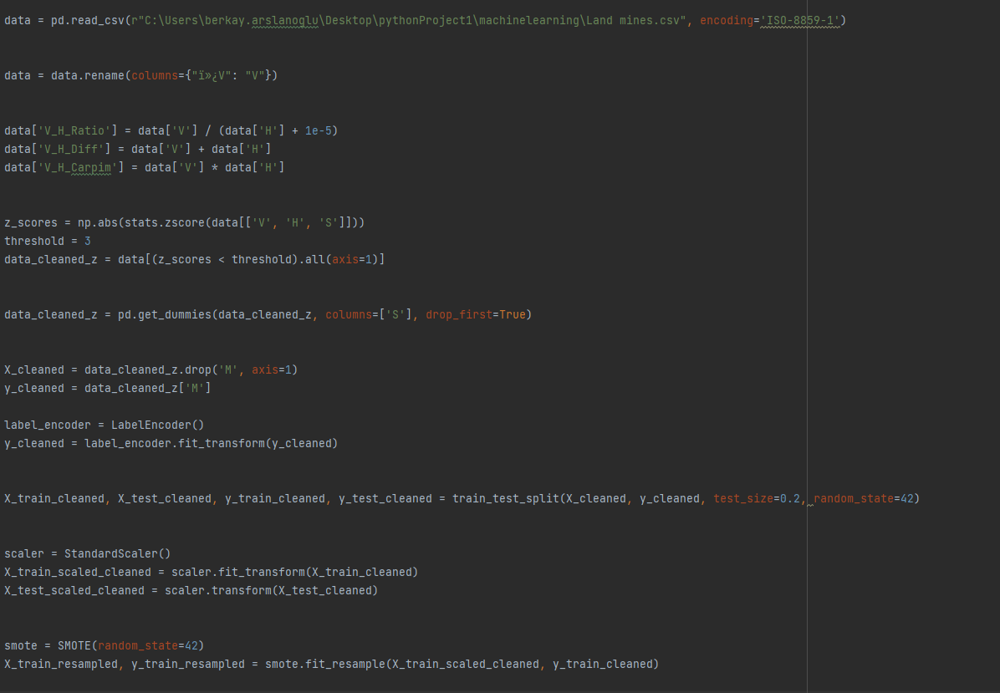 data = pd.read_csv(r"C:\Users\berkay.arslanoglu\Desktop\pythonProject1\machinelearning\Land mines.csv", encoding='ISO-8859-1')
data = data.rename(columns={"ï»¿V": "V"})
data['V_H_Ratio'] = data['V'] / (data['H'] + 1e-5)
data['V_H_Diff'] = data['V'] + data['H']
data['V_H_Carpim'] = data['V'] * data['H']
z_scores = np.abs(stats.zscore(data[['V', 'H', 'S']]))
threshold = 3
data_cleaned_z = data[(z_scores < threshold).all(axis=1)]
data_cleaned_z = pd.get_dummies(data_cleaned_z, columns=['S'], drop_first=True)
X_cleaned = data_cleaned_z.drop('M', axis=1)
y_cleaned = data_cleaned_z['M']
label_encoder = LabelEncoder()
y_cleaned = label_encoder.fit_transform(y_cleaned)
X_train_cleaned, X_test_cleaned, y_train_cleaned, y_test_cleaned = train_test_split(X_cleaned, y_cleaned, test_size=0.2, random_state=42)
scaler = StandardScaler()
X_train_scaled_cleaned = scaler.fit_transform(X_train_cleaned)
X_test_scaled_cleaned = scaler.transform(X_test_cleaned)
smote = SMOTE(random_state=42)
X_train_resampled, y_train_resampled = smote.fit_resample(X_train_scaled_cleaned, y_train_cleaned)